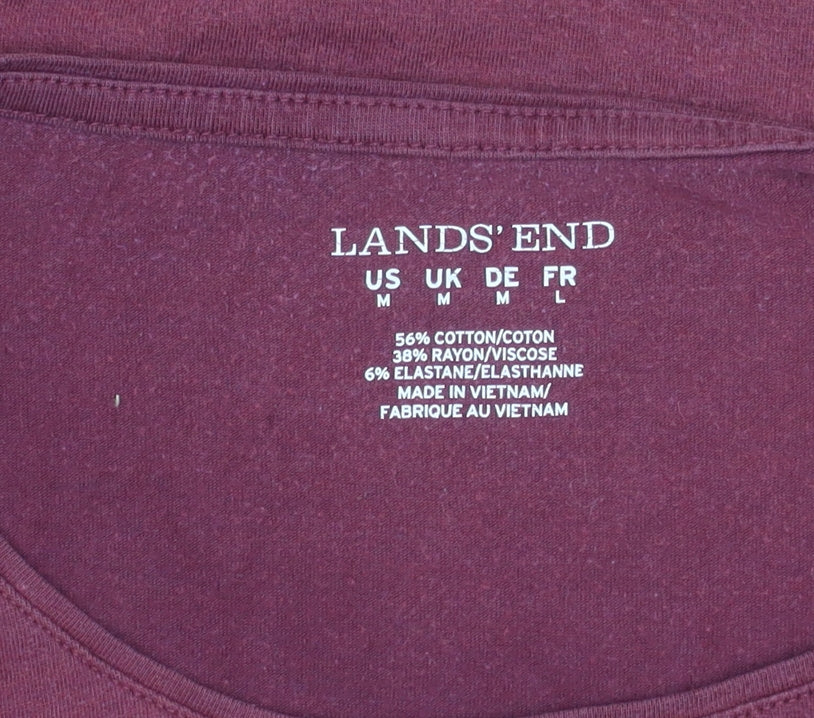 LANDS' END
US UK DE FR
M M M L
56% COTTON/COTON
38% RAYON/VISCOSE
6% ELASTANE/ELASTHANNE
MADE IN VIETNAM/
FABRIQUE AU VIETNAM